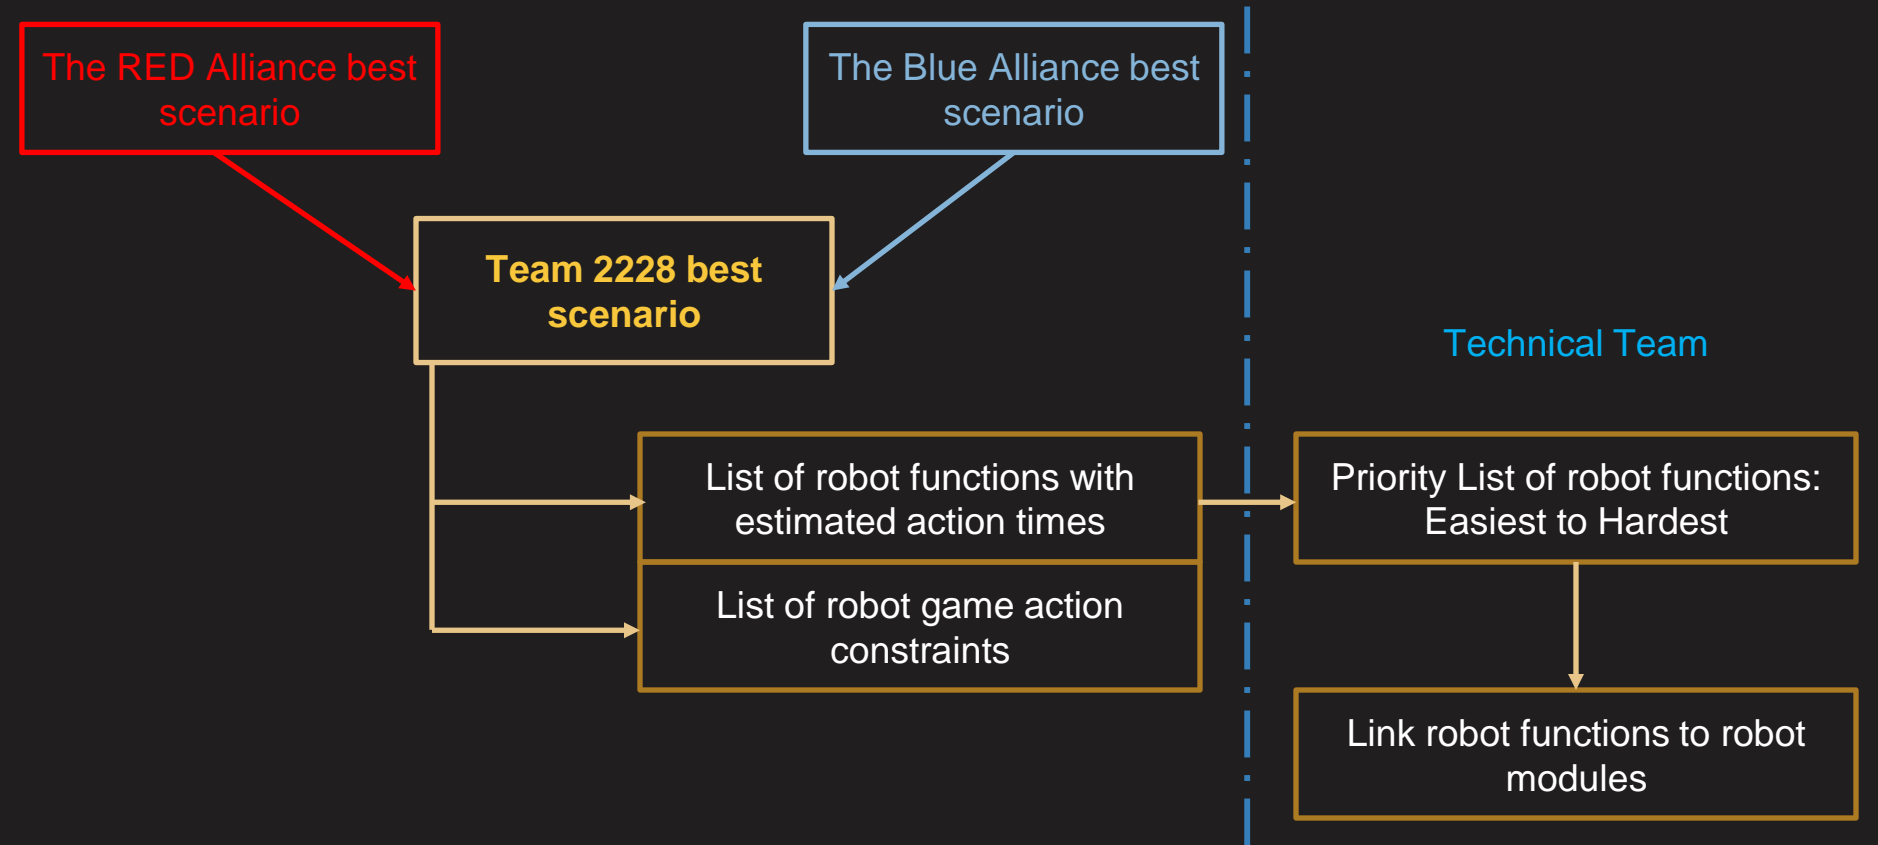 The RED Alliance best
scenario
The Blue Alliance best
scenario
Team 2228 best
scenario
Technical Team
List of robot functions with
estimated action times
Priority List of robot functions:
Easiest to Hardest
List of robot game action
constraints
Link robot functions to robot
modules